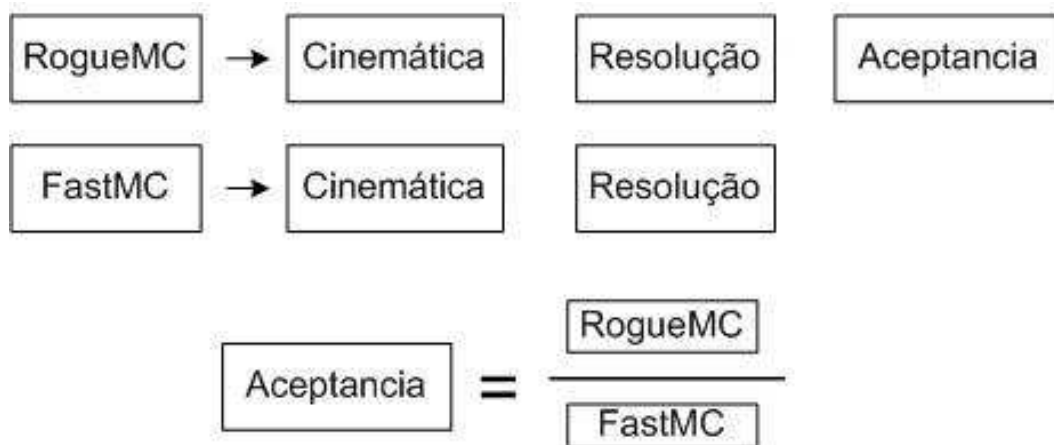 RogueMC → Cinemática Resolução Aceptancia
FastMC → Cinemática Resolução
RogueMC
Aceptancia =
FastMC